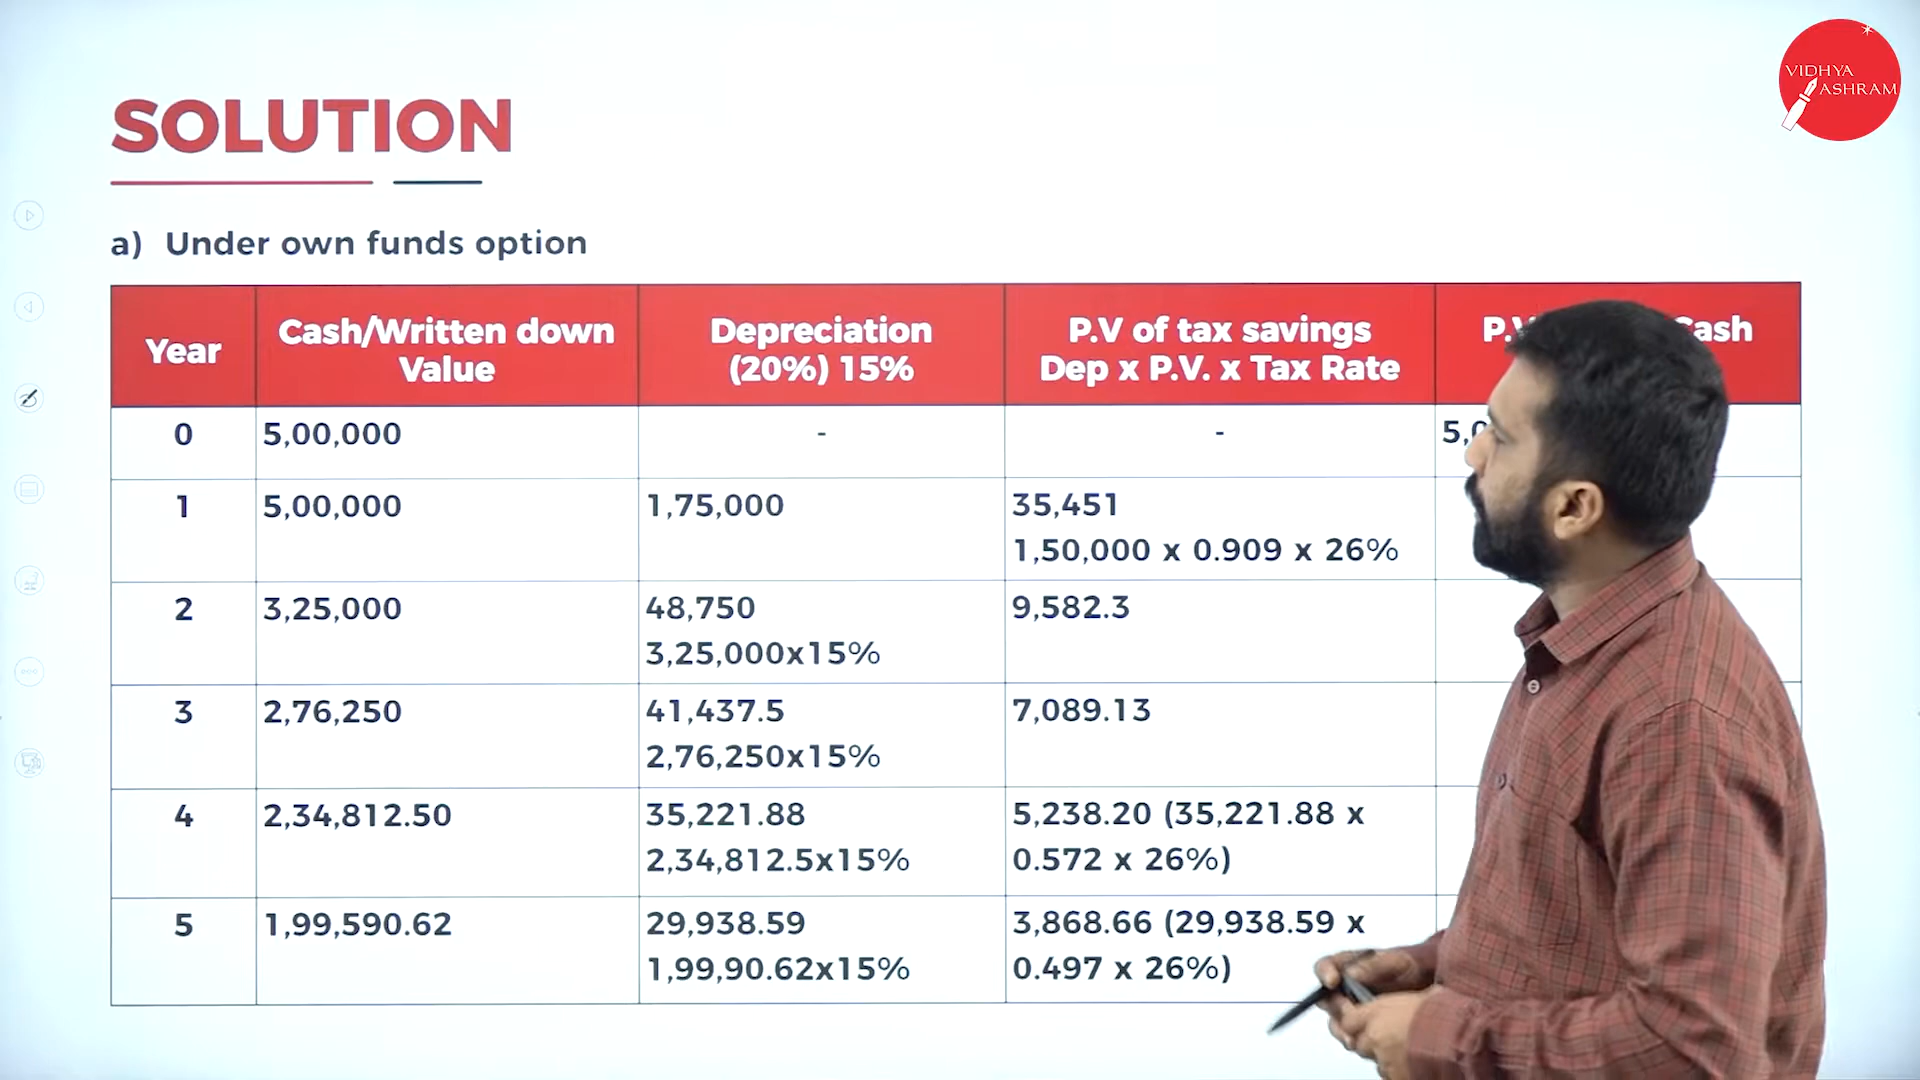 VIDHYA
ASHRAM
SOLUTION
a) Under own funds option
Year
Cash/Written down
Value
Depreciation
(20%) 15%
P.V of tax savings
Dep x P.V. x Tax Rate
0
5,00,000
-
-
1
5,00,000
1,75,000
35,451
1,50,000 x 0.909 x 26%
2
3,25,000
48,750
3,25,000x15%
9,582.3
3
2,76,250
41,437.5
2,76,250x15%
7,089.13
4
2,34,812.50
35,221.88
2,34,812.5x15%
5,238.20 (35,221.88 x
0.572 x 26%)
5
1,99,590.62
29,938.59
1,99,90.62x15%
3,868.66 (29,938.59 x
0.497 x 26%)